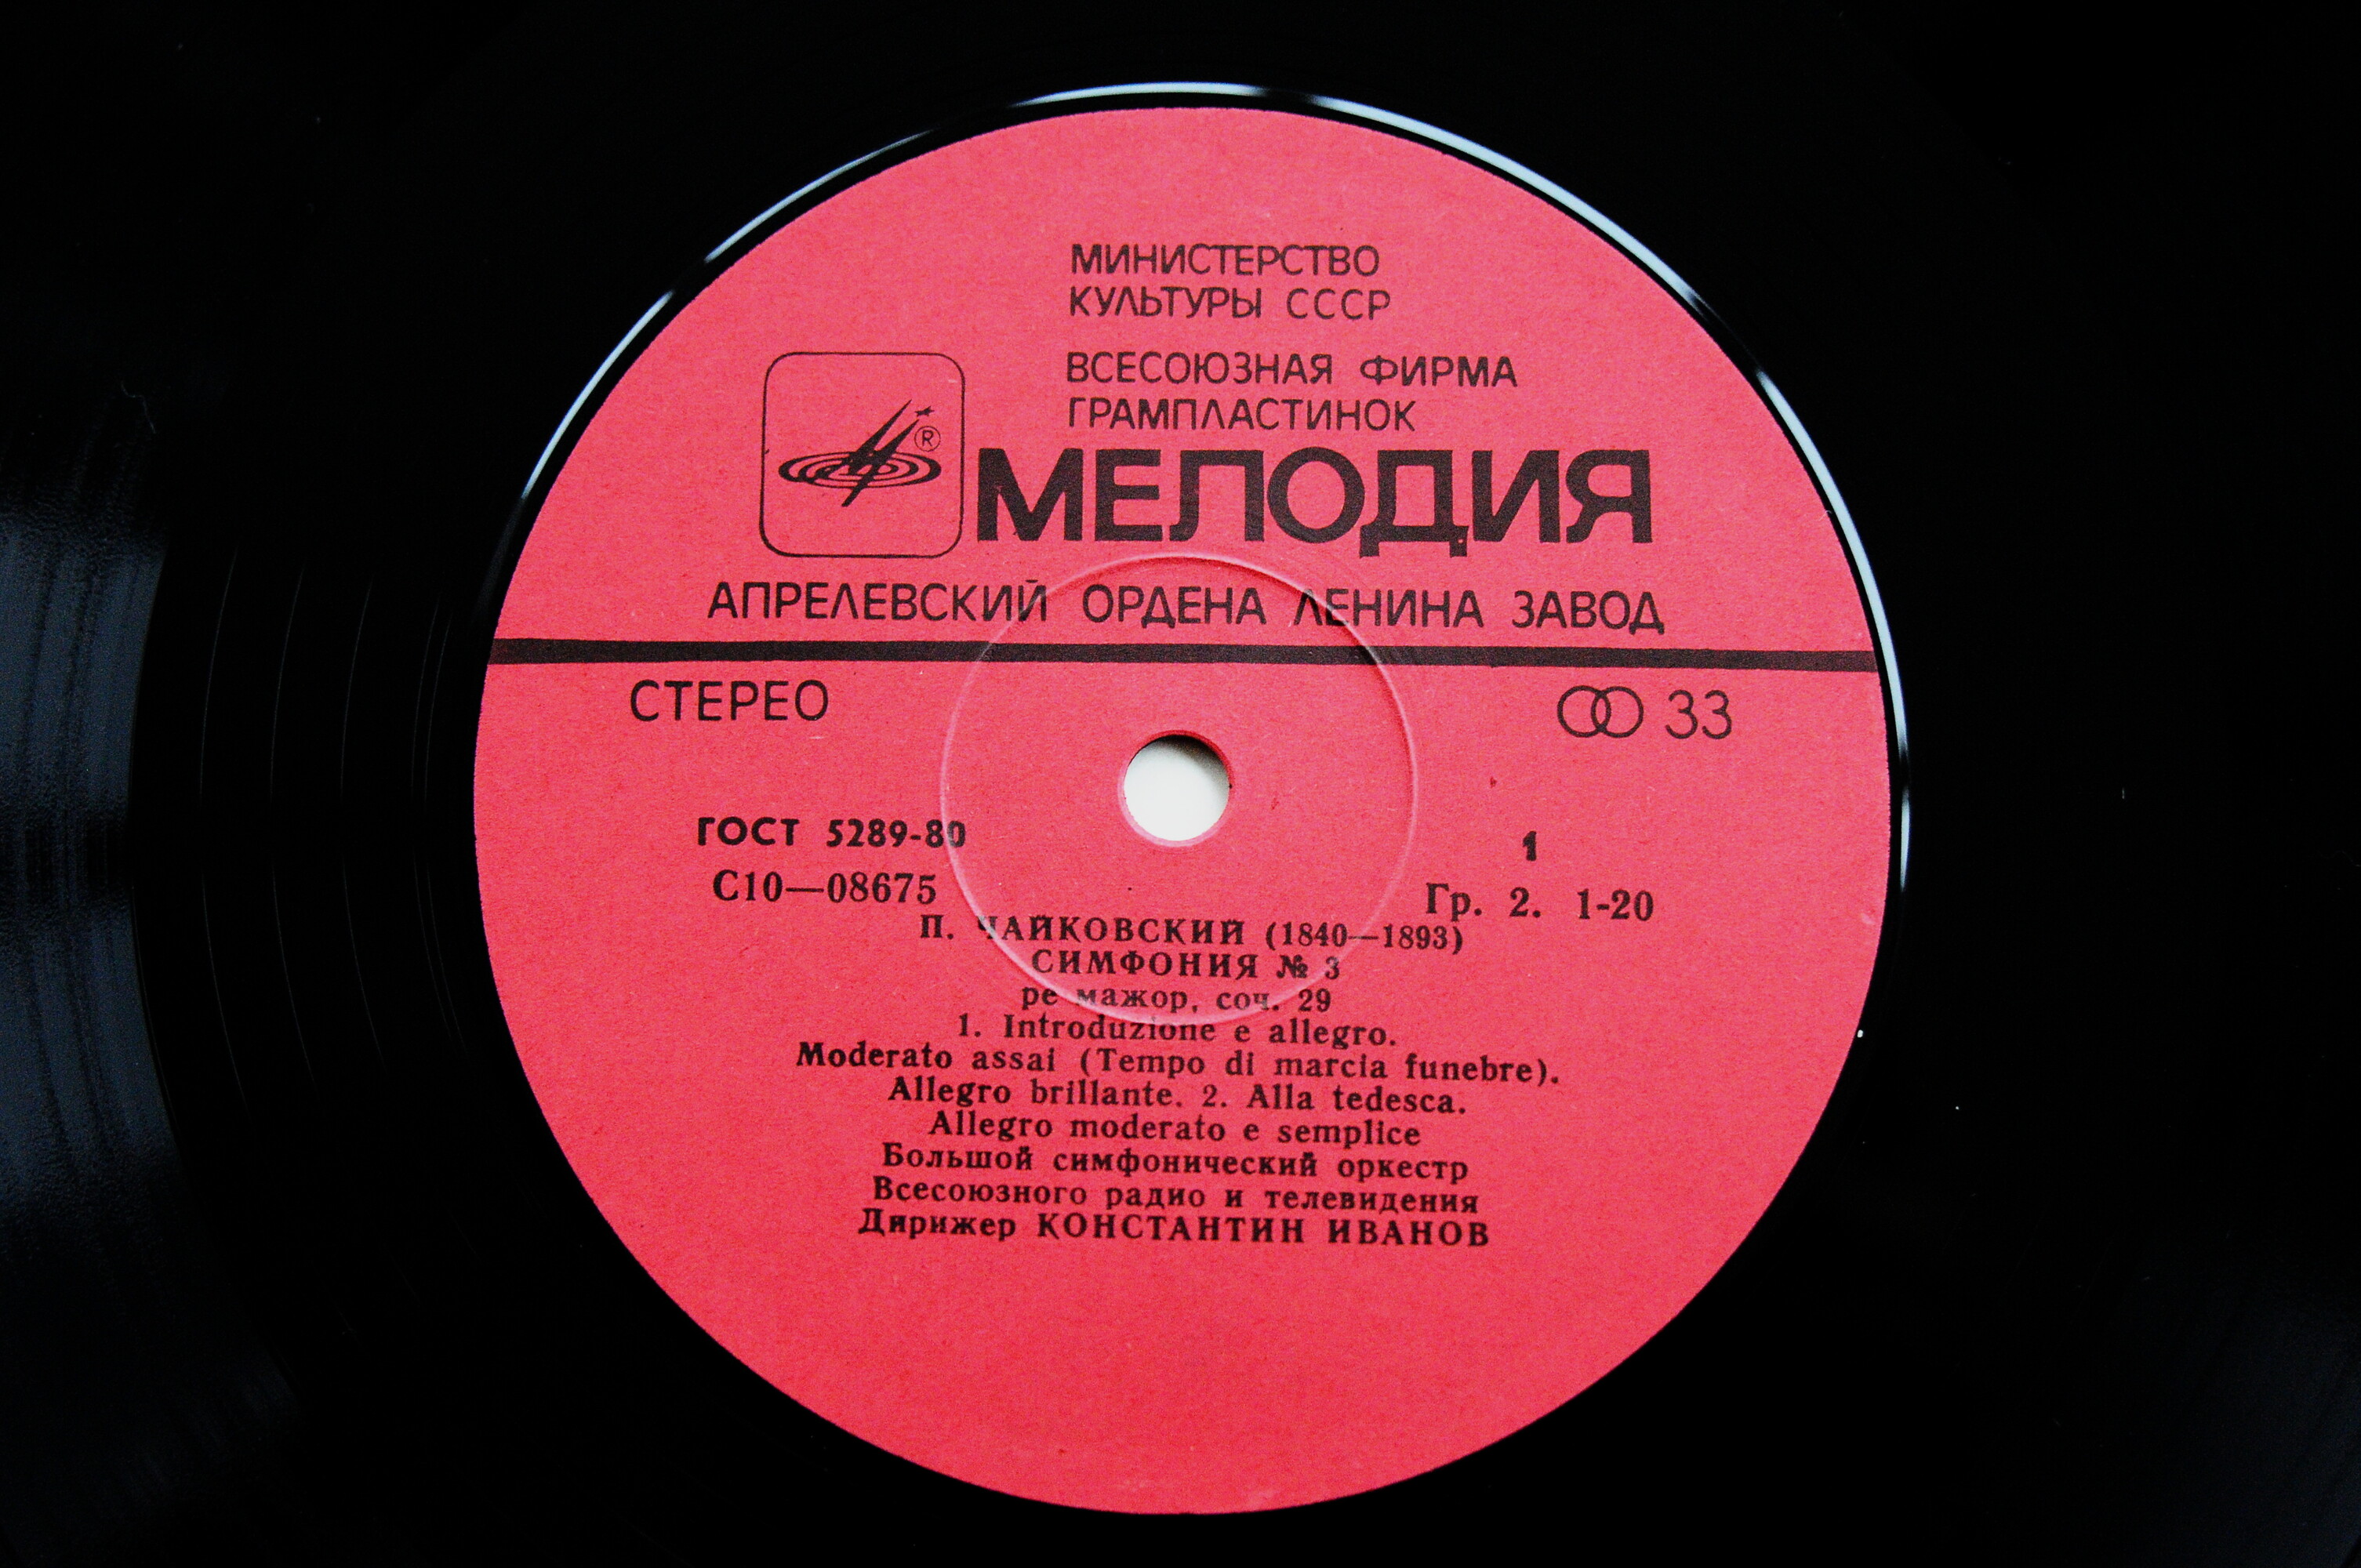 МИНИСТЕРСТВО
КУЛЬТУРЫ СССР
ВСЕСОЮЗНАЯ ФИРМА
ГРАМПЛАСТИНОК
®
МЕЛОДИЯ
АПРЕЛЕВСКИЙ ОРДЕНА ЛЕНИНА ЗАВОД
СТЕРЕО
33
ГОСТ 5289-80
1
С10—08675
Гр. 2. 1-20
П. ЧАЙКОВСКИЙ (1840—1893)
СИМФОНИЯ № 3
ре мажор, соч. 29
1. Introduzione e allegro.
Moderato assai (Tempo di marcia funebre).
Allegro brillante. 2. Alla tedesca.
Allegro moderato e semplice
Большой симфонический оркестр
Всесоюзного радио и телевидения
Дирижер КОНСТАНТИН ИВАНОВ